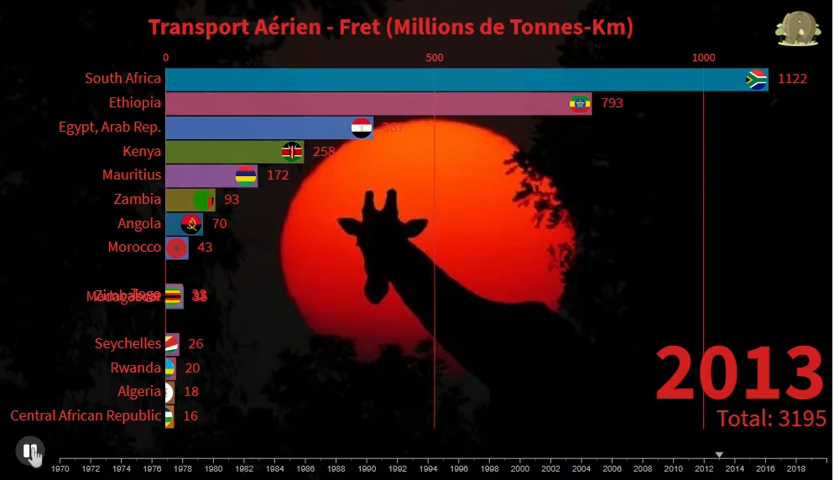 Transport Aérien - Fret (Millions de Tonnes-Km)
0 500 1000
South Africa 1122
Ethiopia 793
Egypt, Arab Rep. 387
Kenya 258
Mauritius 172
Zambia 93
Angola 70
Morocco 43
Seychelles 26
Rwanda 20
Algeria 18
Central African Republic 16
2013
Total: 3195
1970 1972 1974 1976 1978 1980 1982 1984 1986 1988 1990 1992 1994 1996 1998 2000 2002 2004 2006 2008 2010 2012 2014 2016 2018